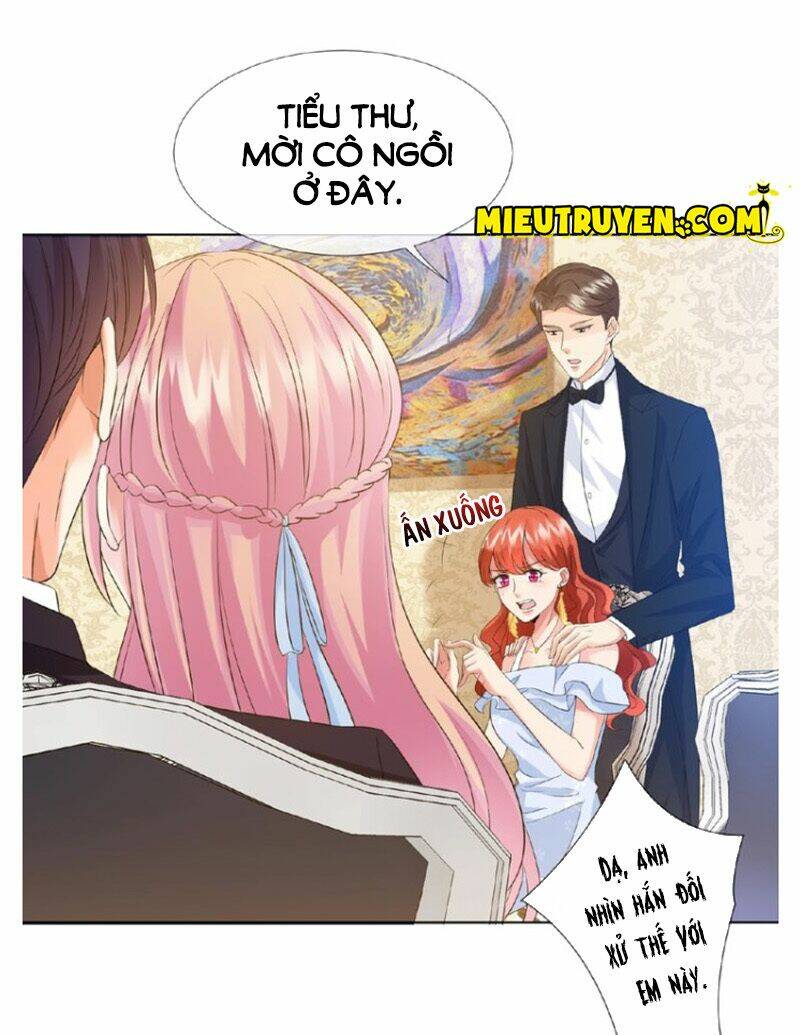 TIỂU THƯ,
MỜI CÔ NGỒI
Ở ĐÂY.
MIEUTRUYEN.COM
ẤN XUỐNG
DẠ, ANH
NHÌN HẮN ĐỐI
XỬ THẾ VỚI
EM NÀY.